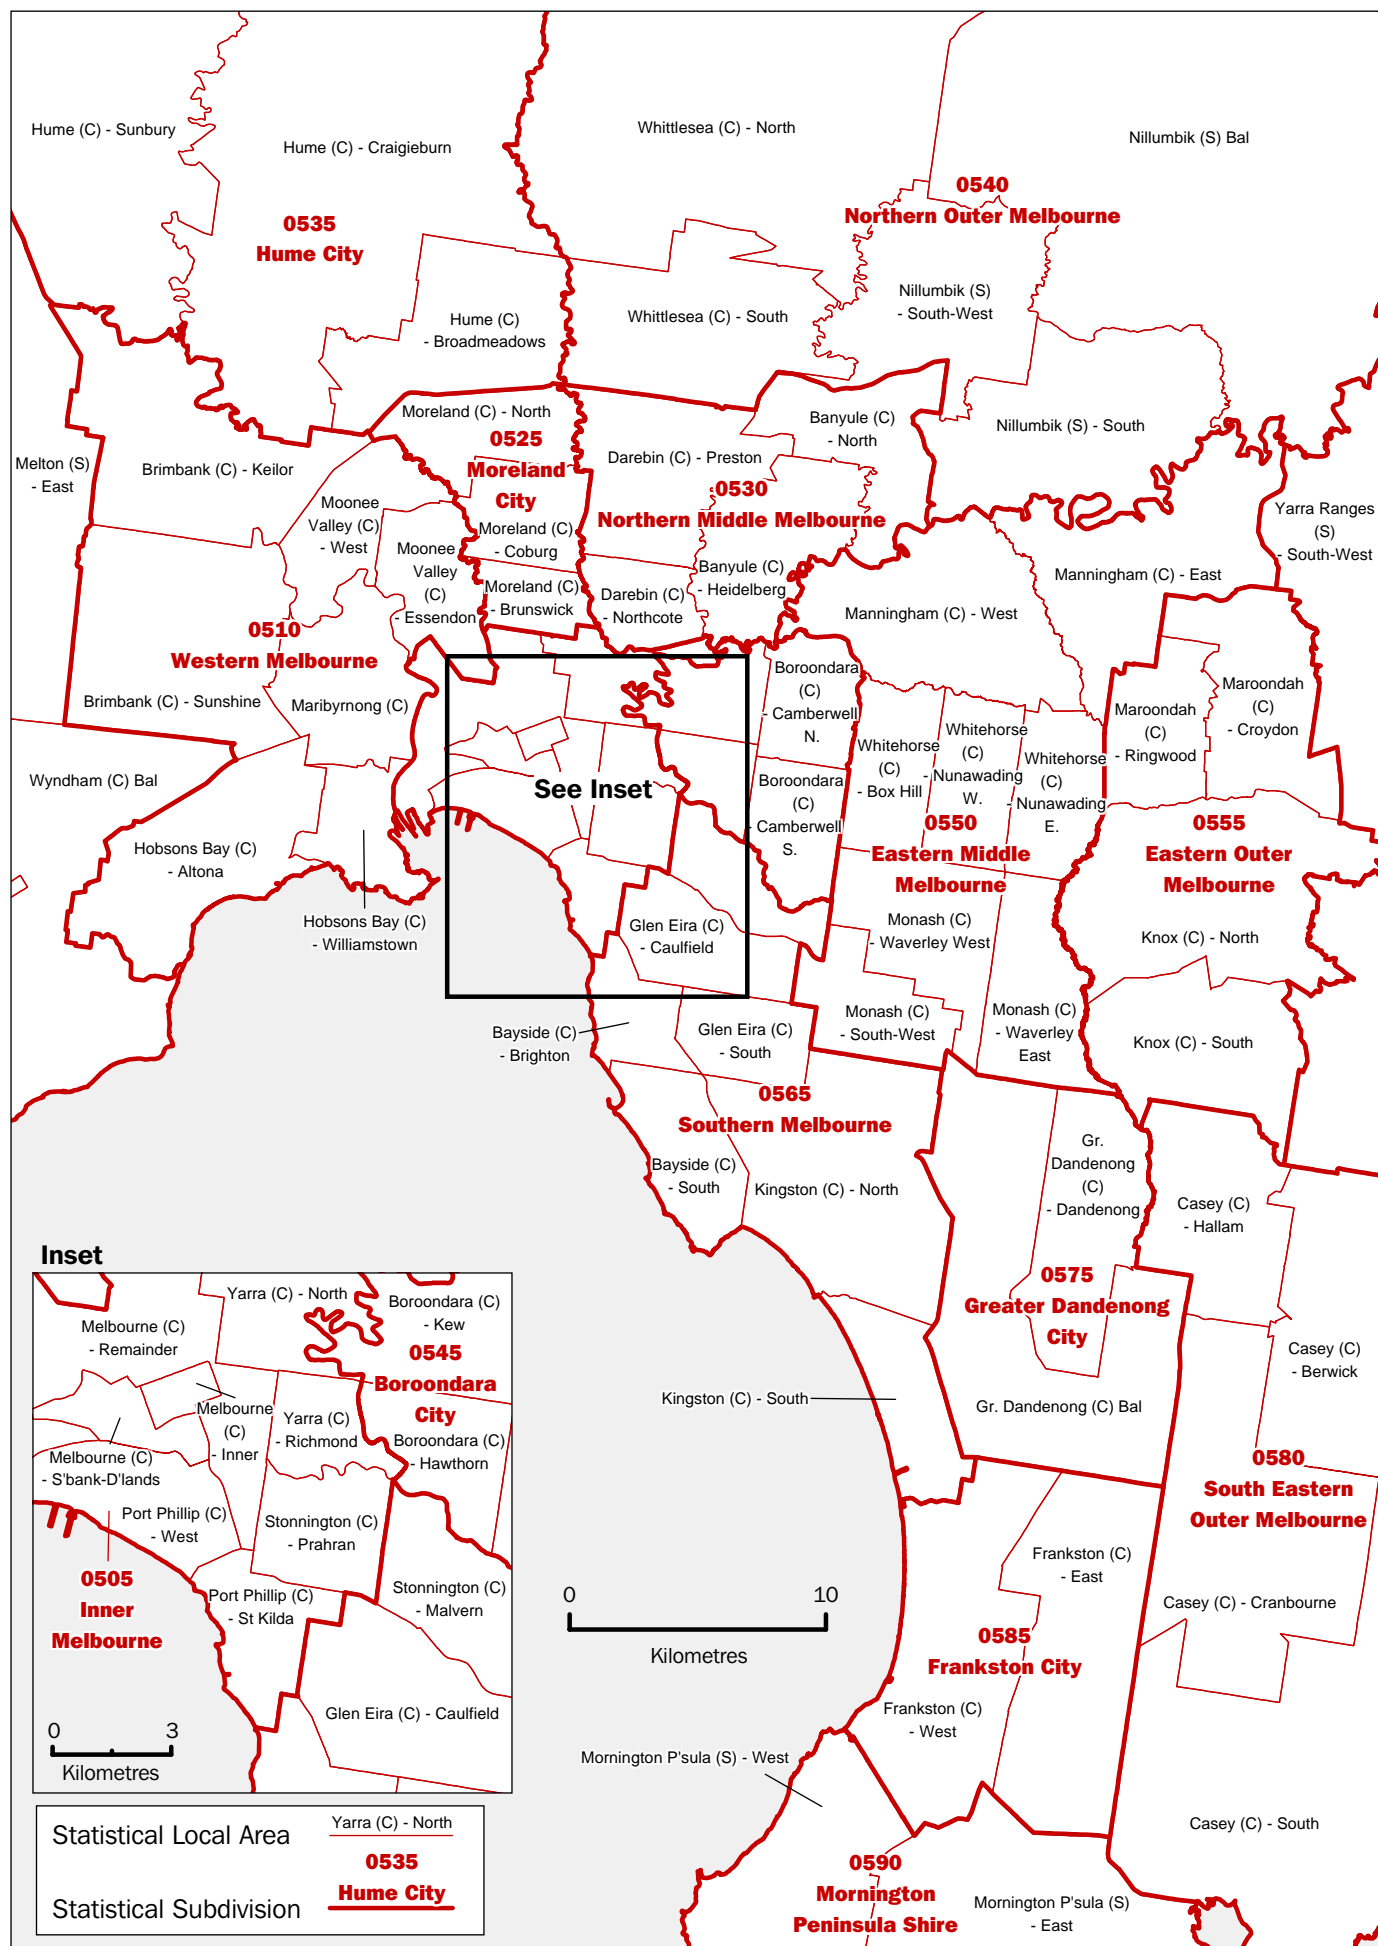 Hume (C) - Sunbury
Hume (C) - Craigieburn
Whittlesea (C) - North
Nillumbik (S) Bal
0540
Northern Outer Melbourne
0535
Hume City
Hume (C)
- Broadmeadows
Whittlesea (C) - South
Nillumbik (S)
- South-West
Moreland (C) - North
0525
Moreland
City
Banyule (C)
- North
Nillumbik (S) - South
Melton (S)
- East
Brimbank (C) - Keilor
Darebin (C) - Preston
0530
Northern Middle Melbourne
Moonee
Valley (C)
- West
Moonee
Valley
(C)
- Essendon
Moreland (C)
- Coburg
Yarra Ranges
(S)
- South-West
Moreland (C)
- Brunswick
Darebin (C)
- Northcote
Banyule (C)
- Heidelberg
Manningham (C) - East
Manningham (C) - West
0510
Western Melbourne
Brimbank (C) - Sunshine
Maribyrnong (C)
Boroondara
(C)
- Camberwell
N.
Maroondah
(C)
- Ringwood
Maroondah
(C)
- Croydon
Whitehorse
(C)
- Box Hill
Whitehorse
(C)
- Nunawading
W.
Whitehorse
(C)
- Nunawading
E.
Wyndham (C) Bal
See Inset
Boroondara
(C)
- Camberwell
S.
0550
Eastern Middle
Melbourne
0555
Eastern Outer
Melbourne
Hobsons Bay (C)
- Altona
Hobsons Bay (C)
- Williamstown
Glen Eira (C)
- Caulfield
Monash (C)
- Waverley West
Knox (C) - North
Bayside (C)
- Brighton
Glen Eira (C)
- South
Monash (C)
- South-West
Monash (C)
- Waverley
East
Knox (C) - South
0565
Southern Melbourne
Bayside (C)
- South
Kingston (C) - North
Gr.
Dandenong
(C)
- Dandenong
Casey (C)
- Hallam
0575
Greater Dandenong
City
Casey (C)
- Berwick
Kingston (C) - South
Gr. Dandenong (C) Bal
0580
South Eastern
Outer Melbourne
Frankston (C)
- East
Casey (C) - Cranbourne
0585
Frankston City
Frankston (C)
- West
Mornington P'sula (S) - West
Casey (C) - South
0590
Mornington
Peninsula Shire
Mornington P'sula (S)
- East
0 10
Kilometres
Inset
Yarra (C) - North
Boroondara (C)
- Kew
Melbourne (C)
- Remainder
0545
Boroondara
City
Melbourne
(C)
- Inner
Yarra (C)
- Richmond
Boroondara (C)
- Hawthorn
Melbourne (C)
- S'bank-D'lands
Port Phillip (C)
- West
Stonnington (C)
- Prahran
0505
Inner
Melbourne
Port Phillip (C)
- St Kilda
Stonnington (C)
- Malvern
Glen Eira (C) - Caulfield
0 3
Kilometres
Statistical Local Area
Yarra (C) - North
0535
Hume City
Statistical Subdivision